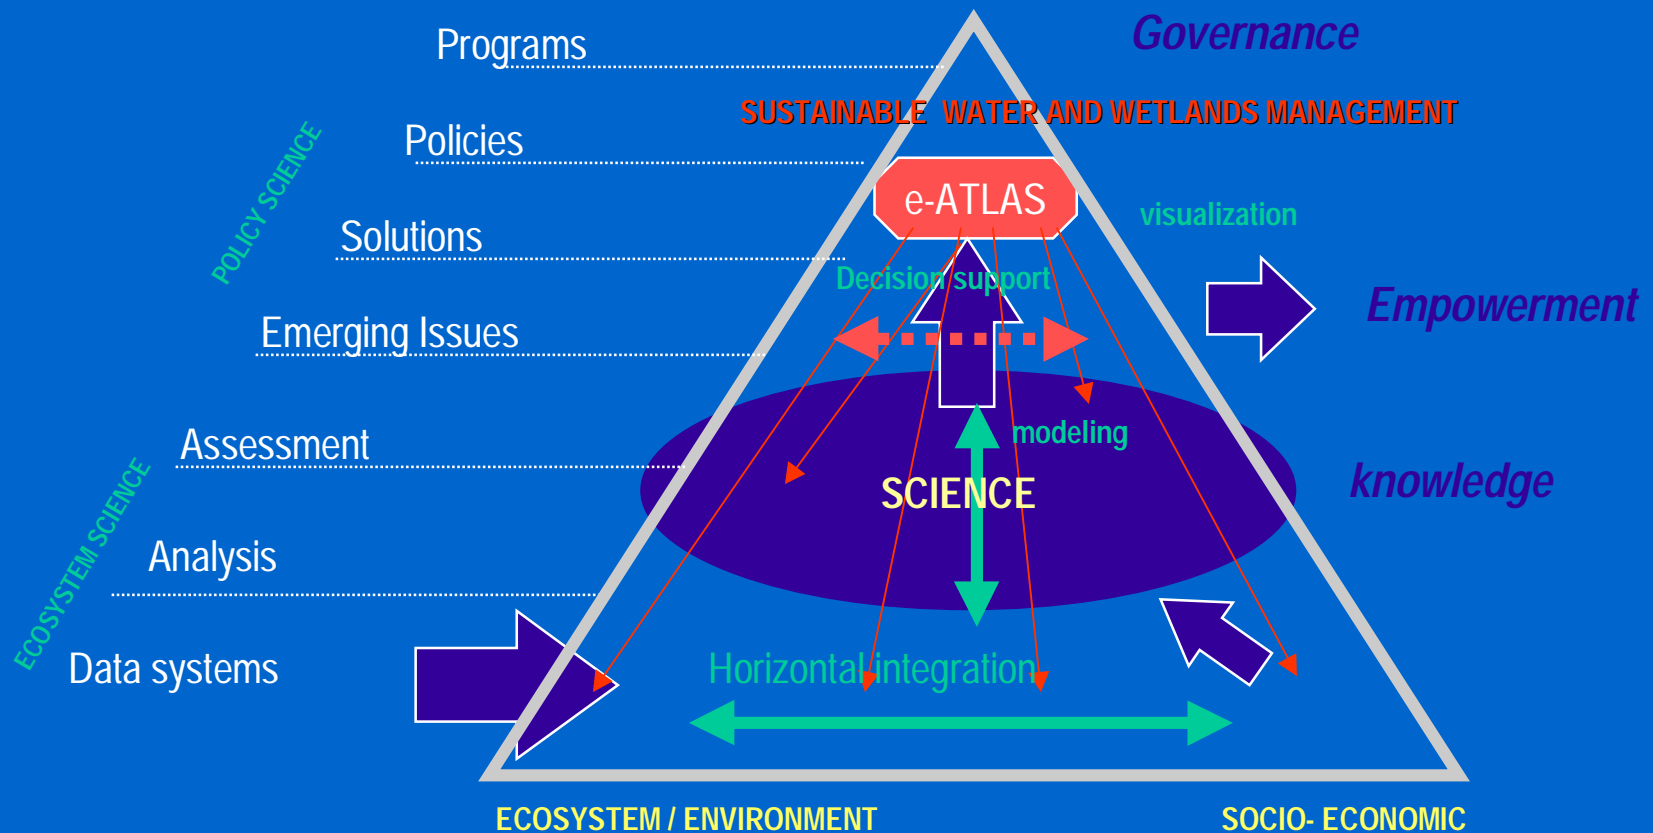 Governance
Programs
SUSTAINABLE WATER AND WETLANDS MANAGEMENT
Policies
POLICY SCIENCE
e-ATLAS
visualization
Solutions
Decision support
Empowerment
Emerging Issues
modeling
Assessment
SCIENCE
knowledge
ECOSYSTEM SCIENCE
Analysis
Data systems
Horizontal integration
ECOSYSTEM / ENVIRONMENT
SOCIO- ECONOMIC